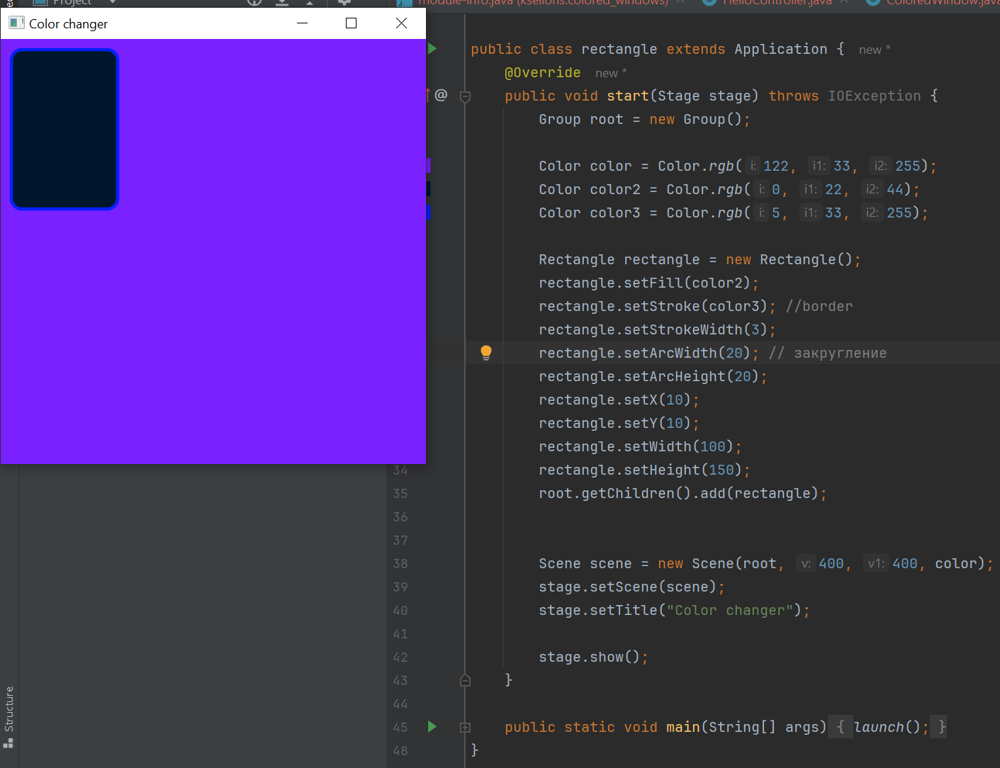 Project
module-info.java (kselions.colored_windows)
HelloController.java
ColoredWindow.java
Color changer
public class rectangle extends Application { new *
@Override new *
public void start(Stage stage) throws IOException {
Group root = new Group();
Color color = Color.rgb( i: 122, i1: 33, i2: 255);
Color color2 = Color.rgb( i: 0, i1: 22, i2: 44);
Color color3 = Color.rgb( i: 5, i1: 33, i2: 255);
Rectangle rectangle = new Rectangle();
rectangle.setFill(color2);
rectangle.setStroke(color3); //border
rectangle.setStrokeWidth(3);
rectangle.setArcWidth(20); // закругление
rectangle.setArcHeight(20);
rectangle.setX(10);
rectangle.setY(10);
rectangle.setWidth(100);
34 rectangle.setHeight(150);
35 root.getChildren().add(rectangle);
36
37
38 Scene scene = new Scene(root, v: 400, v1: 400, color);
39 stage.setScene(scene);
40 stage.setTitle("Color changer");
41
42 stage.show();
43 }
44
45 public static void main(String[] args) { launch(); }
48 }
Structure